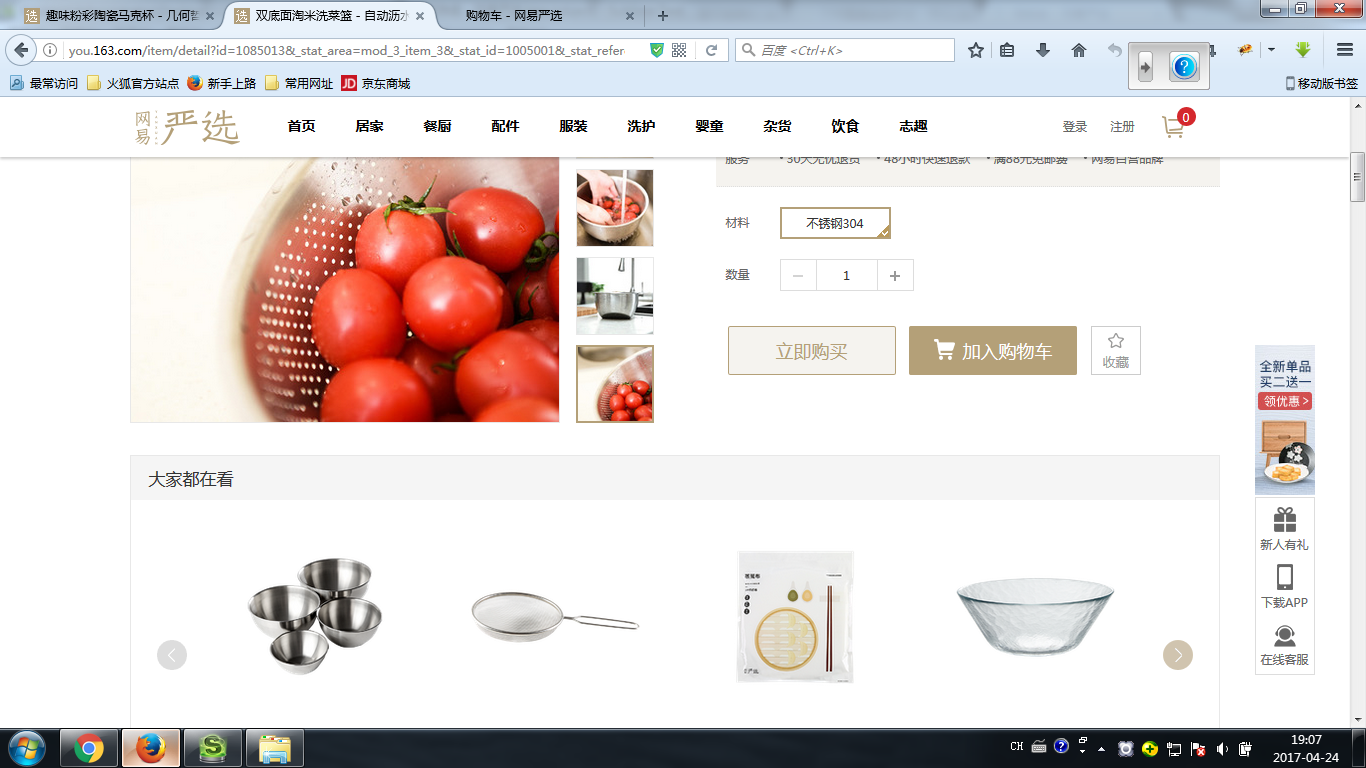 趣味粉彩陶瓷马克杯 - 几何
双底面淘米洗菜篮 - 自动沥水
购物车 - 网易严选
you.163.com/item/detail?id=1085013&_stat_area=mod_3_item_3&_stat_id=1005001&_stat_refer
百度 <Ctrl+K>
最常访问
火狐官方站点
新手上路
常用网址
JD 京东商城
移动版书签
网易 严选
首页 居家 餐厨 配件 服装 洗护 婴童 杂货 饮食 志趣
登录 注册 0
服务 ·30天无忧退货 ·48小时快速退款 ·满88元免邮费 ·网易自营品牌
材料 不锈钢304
数量 − 1 +
立即购买 加入购物车 收藏
全新单品
买二送一
领优惠 >
大家都在看
新人有礼
下载APP
在线客服
CH
19:07
2017-04-24